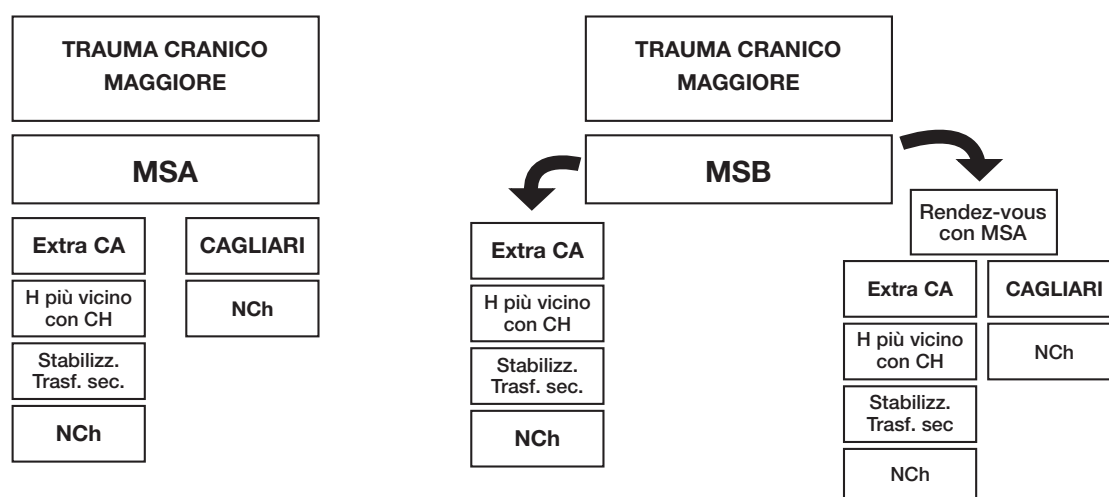 TRAUMA CRANICO
MAGGIORE
MSA
Extra CA
H più vicino
con CH
Stabilizz.
Trasf. sec.
NCh
CAGLIARI
NCh
TRAUMA CRANICO
MAGGIORE
MSB
Extra CA
H più vicino
con CH
Stabilizz.
Trasf. sec.
NCh
Rendez-vous
con MSA
Extra CA
H più vicino
con CH
Stabilizz.
Trasf. sec
NCh
CAGLIARI
NCh